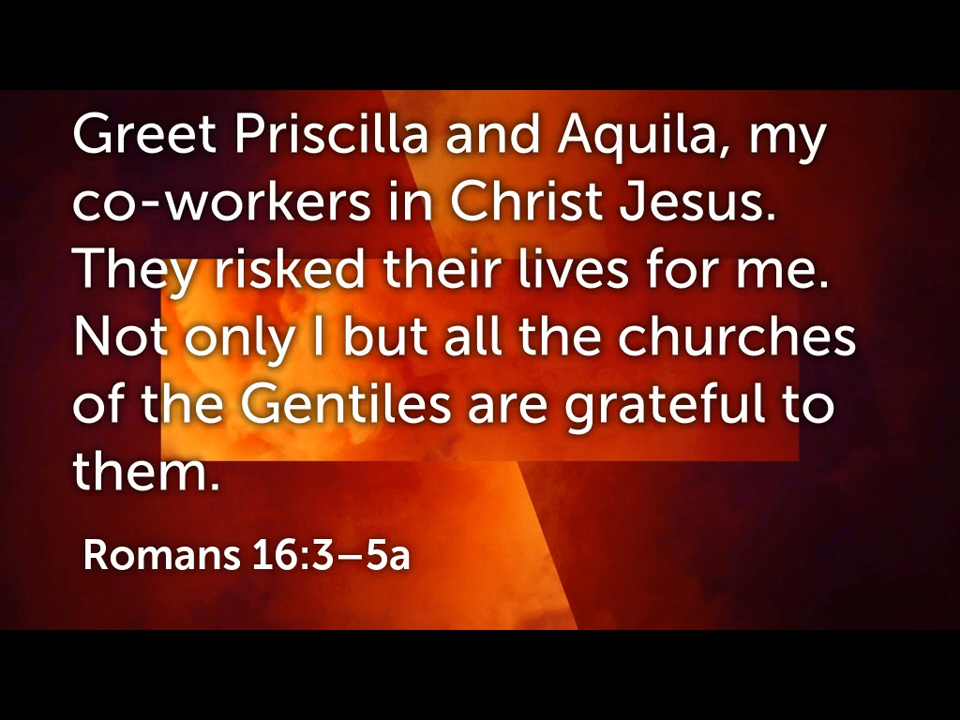 Greet Priscilla and Aquila, my
co-workers in Christ Jesus.
They risked their lives for me.
Not only I but all the churches
of the Gentiles are grateful to
them.
Romans 16:3–5a